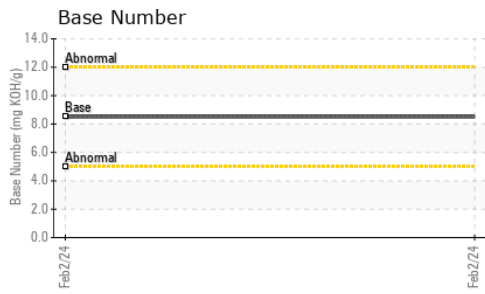 Base Number
Base Number (mg KOH/g)
14.0
12.0
10.0
8.0
6.0
4.0
2.0
0.0
Abnormal
Base
Abnormal
Feb2/24
Feb2/24